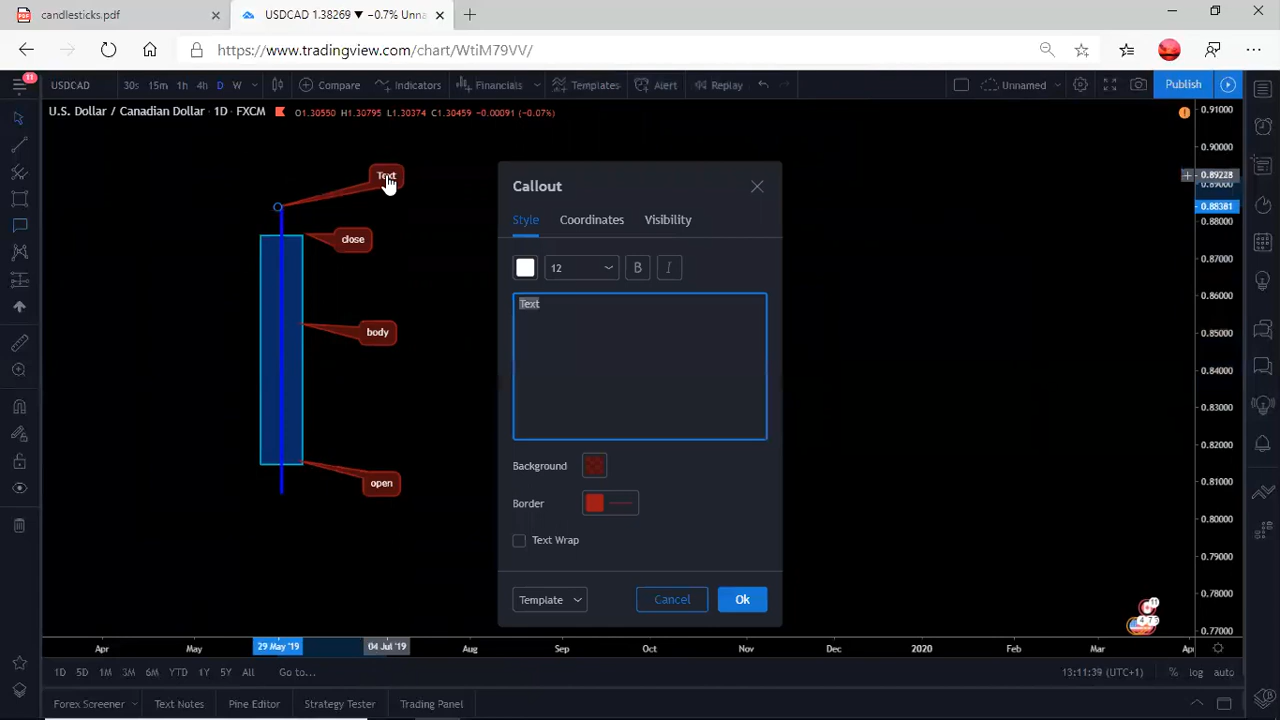 candlesticks.pdf
USDCAD 1.38269 ▼ −0.7% Unna
https://www.tradingview.com/chart/WtiM79VV/
11
USDCAD 30s 15m 1h 4h D W Compare Indicators Financials Templates Alert Replay Unnamed Publish
U.S. Dollar / Canadian Dollar · 1D · FXCM O1.30550 H1.30795 L1.30374 C1.30459 −0.00091 (−0.07%)
Text
close
body
open
Callout
Style Coordinates Visibility
12 B I
Text
Background
Border
Text Wrap
Template Cancel Ok
0.91000
0.90000
0.89228
0.89000
0.88381
0.87000
0.86000
0.85000
0.84000
0.83000
0.82000
0.81000
0.80000
0.79000
0.78000
0.77000
11
Apr May 29 May '19 04 Jul '19 Aug Sep Oct Nov Dec 2020 Feb Mar Ap
1D 5D 1M 3M 6M YTD 1Y 5Y All Go to... 13:11:39 (UTC+1) % log auto
Forex Screener Text Notes Pine Editor Strategy Tester Trading Panel